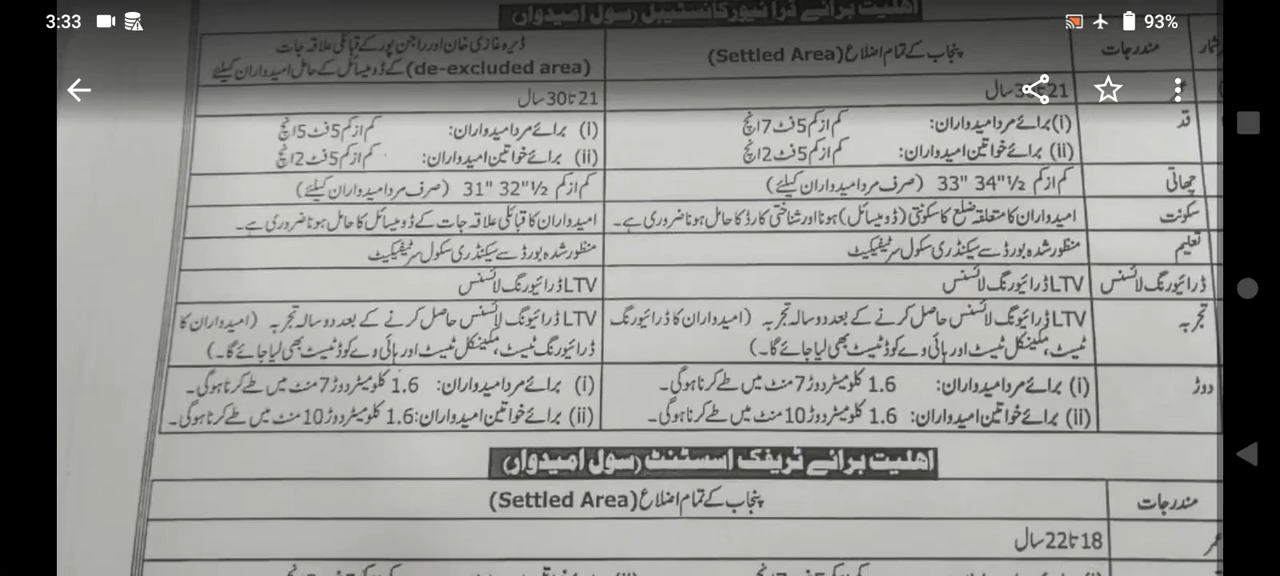 3:33
93%
اہلیت برائے ڈرائیور کانسٹیبل (سول امیدوار)
مندرجات
پنجاب کے تمام اضلاع (Settled Area)
ڈیرہ غازی خان اور راجن پور کے قبائلی علاقہ جات
(de-excluded area) کے ڈومیسائل کے حامل امیدواران کیلئے
سال
21 تا 30 سال
قد
(i) برائے مرد امیدواران: کم از کم 5 فٹ 7 انچ
(ii) برائے خواتین امیدواران: کم از کم 5 فٹ 2 انچ
(i) برائے مرد امیدواران: کم از کم 5 فٹ 5 انچ
(ii) برائے خواتین امیدواران: کم از کم 5 فٹ 2 انچ
چھاتی
کم از کم 33" 34"½ (صرف مرد امیدواران کیلئے)
کم از کم 31" 32"½ (صرف مرد امیدواران کیلئے)
سکونت
امیدواران کا متعلقہ ضلع کا سکونتی (ڈومیسائل) ہونا اور شناختی کارڈ کا حامل ہونا ضروری ہے۔
امیدواران کا قبائلی علاقہ جات کے ڈومیسائل کا حامل ہونا ضروری ہے۔
تعلیم
منظور شدہ بورڈ سے سیکنڈری سکول سرٹیفکیٹ
منظور شدہ بورڈ سے سیکنڈری سکول سرٹیفکیٹ
ڈرائیورنگ لائسنس
LTV ڈرائیورنگ لائسنس
LTV ڈرائیورنگ لائسنس
تجربہ
LTV ڈرائیونگ لائسنس حاصل کرنے کے بعد دو سالہ تجربہ (امیدواران کا ڈرائیورنگ
ٹیسٹ، مکینیکل ٹیسٹ اور ہائی وے کوڈ ٹیسٹ بھی لیا جائے گا۔)
LTV ڈرائیونگ لائسنس حاصل کرنے کے بعد دو سالہ تجربہ (امیدواران کا
ڈرائیورنگ ٹیسٹ، مکینیکل ٹیسٹ اور ہائی وے کوڈ ٹیسٹ بھی لیا جائے گا۔)
دوڑ
(i) برائے مرد امیدواران: 1.6 کلومیٹر دوڑ 7 منٹ میں طے کرنا ہوگی۔
(ii) برائے خواتین امیدواران: 1.6 کلومیٹر دوڑ 10 منٹ میں طے کرنا ہوگی۔
(i) برائے مرد امیدواران: 1.6 کلومیٹر دوڑ 7 منٹ میں طے کرنا ہوگی۔
(ii) برائے خواتین امیدواران: 1.6 کلومیٹر دوڑ 10 منٹ میں طے کرنا ہوگی۔
اہلیت برائے ٹریفک اسسٹنٹ (سول امیدوار)
مندرجات
پنجاب کے تمام اضلاع (Settled Area)
عمر
18 تا 22 سال